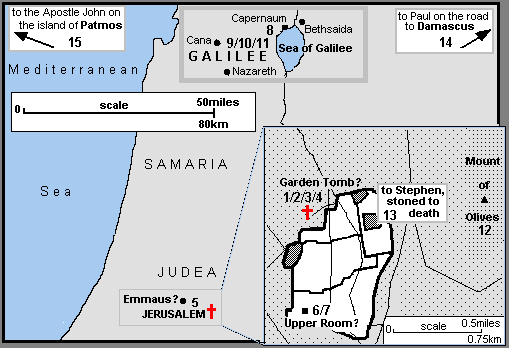 to the Apostle John on
the island of Patmos
15
Capernaum
8
Bethsaida
Cana
9/10/11
Sea of Galilee
GALILEE
Nazareth
to Paul on the road
to Damascus
14
Mediterranean
Sea
0 scale 50miles
80km
SAMARIA
JUDEA
Emmaus? 5
JERUSALEM
Garden Tomb?
1/2/3/4
to Stephen,
stoned to
13 death
Mount
of
Olives
12
6/7
Upper Room?
0 scale 0.5miles
0.75km